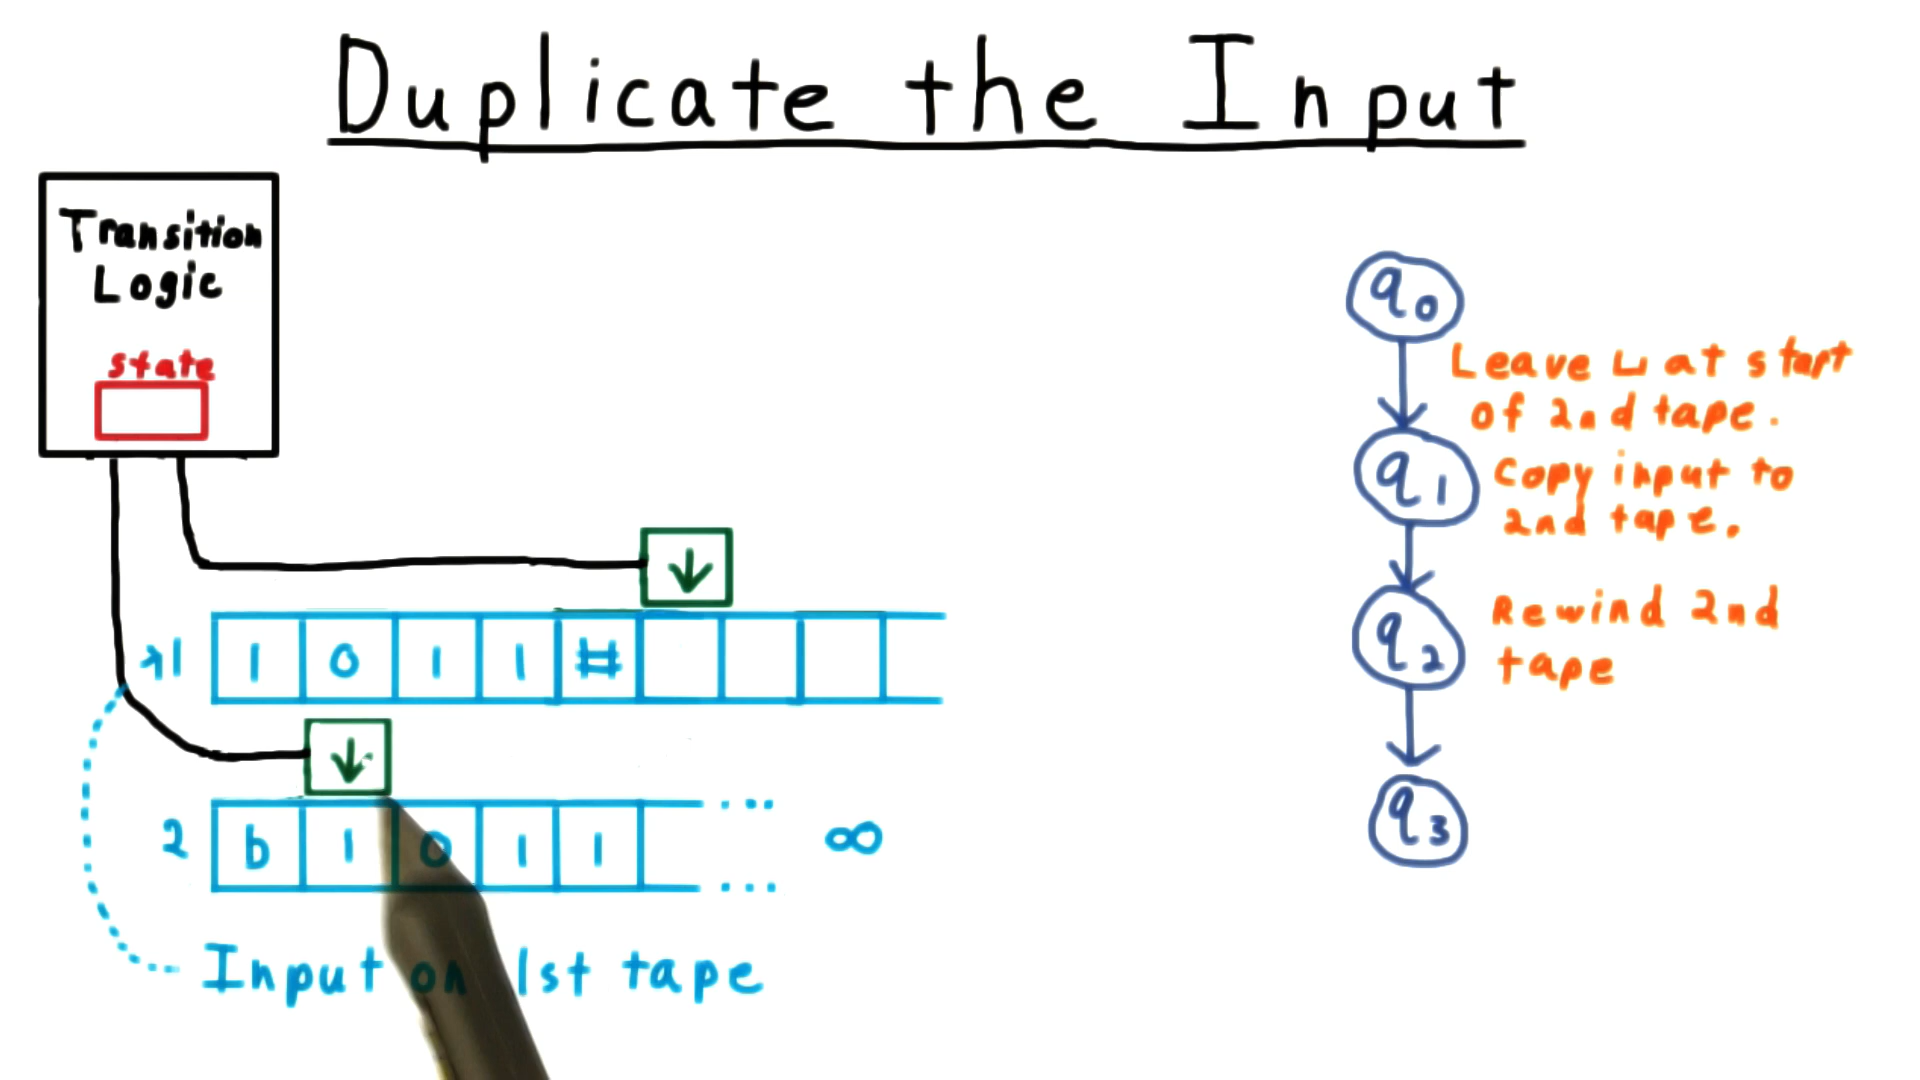 Duplicate the Input
Transition
Logic
state
1 1 0 1 1 #
2 b 1 0 1 1 ... ∞
Input on 1st tape
q0
Leave ⊔ at start
of 2nd tape.
q1
Copy input to
2nd tape.
q2
Rewind 2nd
tape
q3